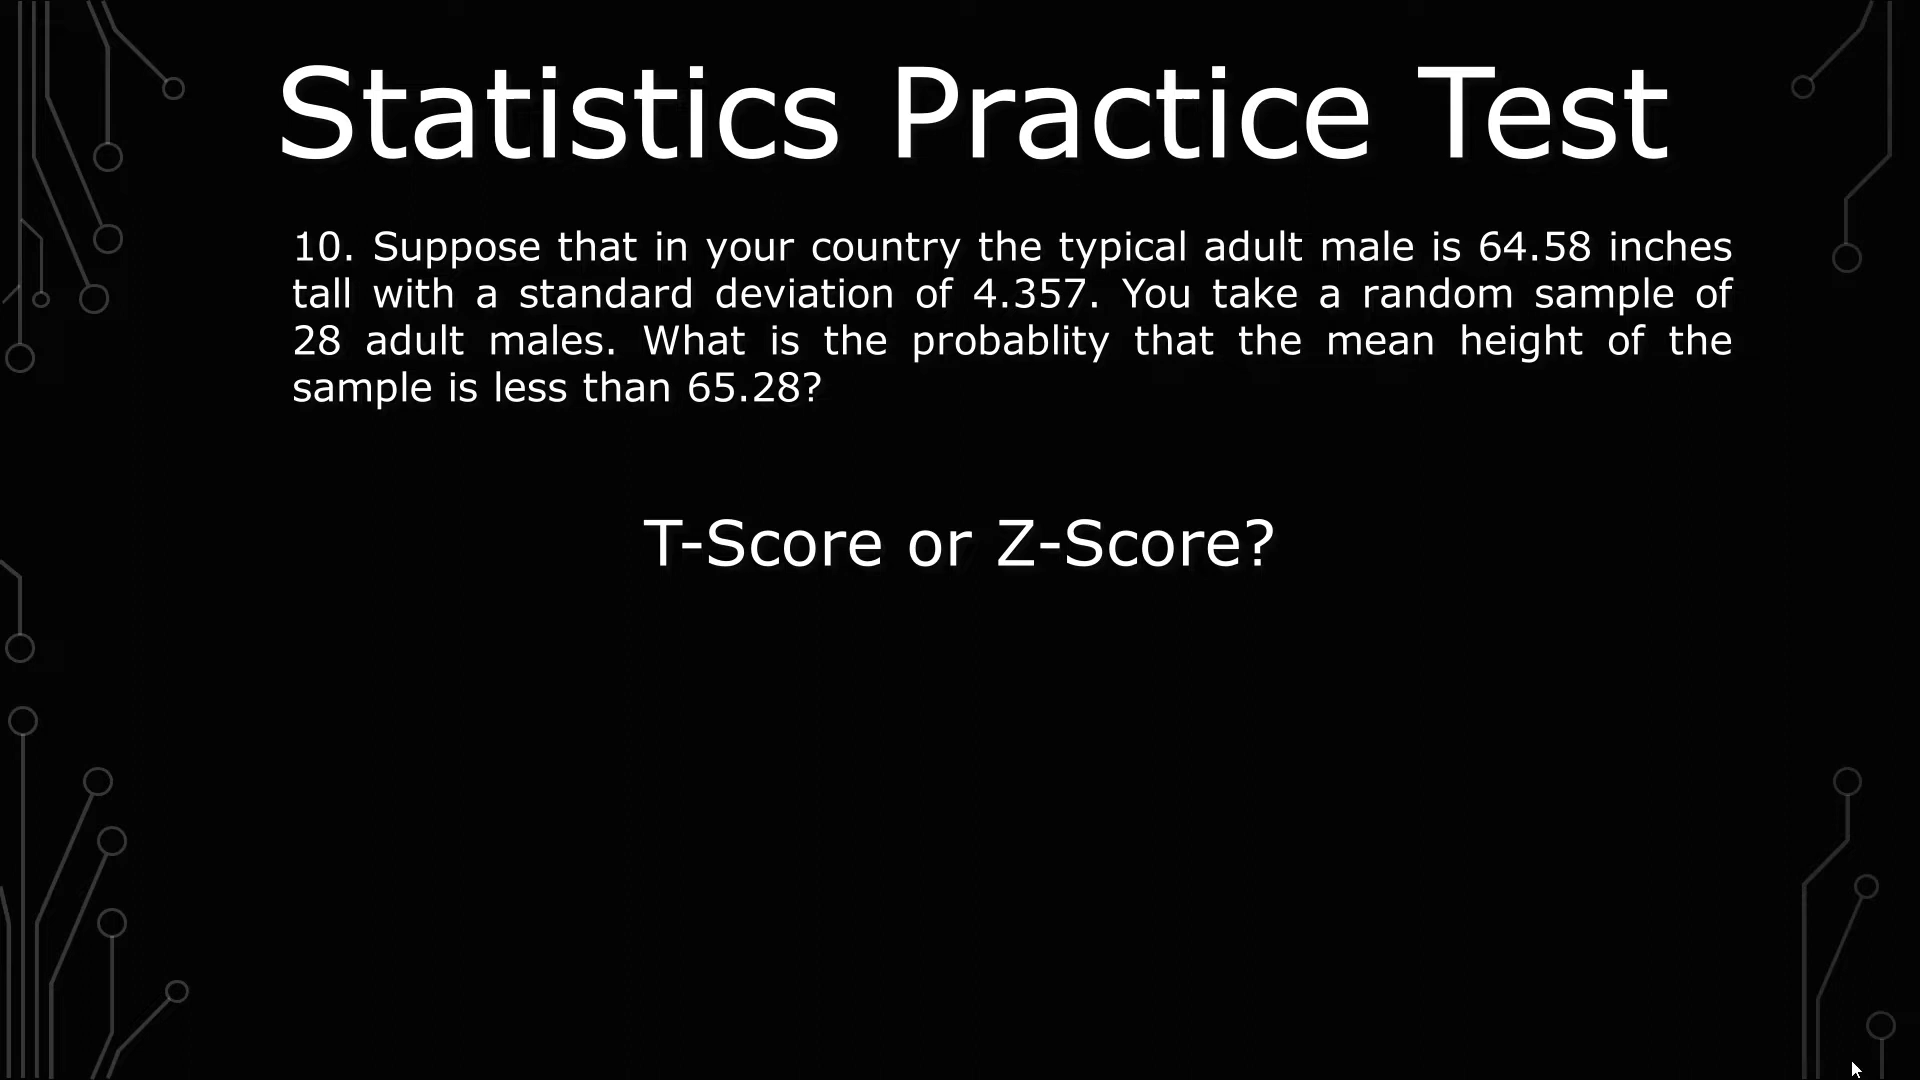 Statistics Practice Test
10. Suppose that in your country the typical adult male is 64.58 inches
tall with a standard deviation of 4.357. You take a random sample of
28 adult males. What is the probablity that the mean height of the
sample is less than 65.28?
T-Score or Z-Score?